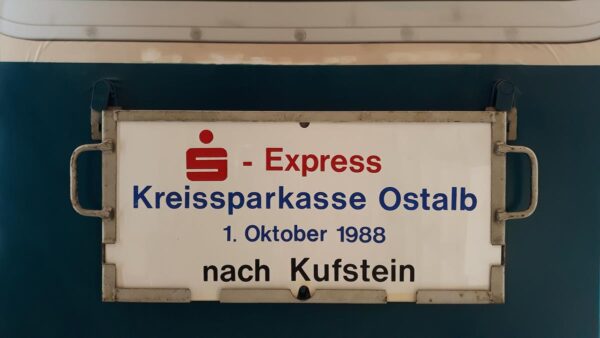 S - Express
Kreissparkasse Ostalb
1. Oktober 1988
nach Kufstein